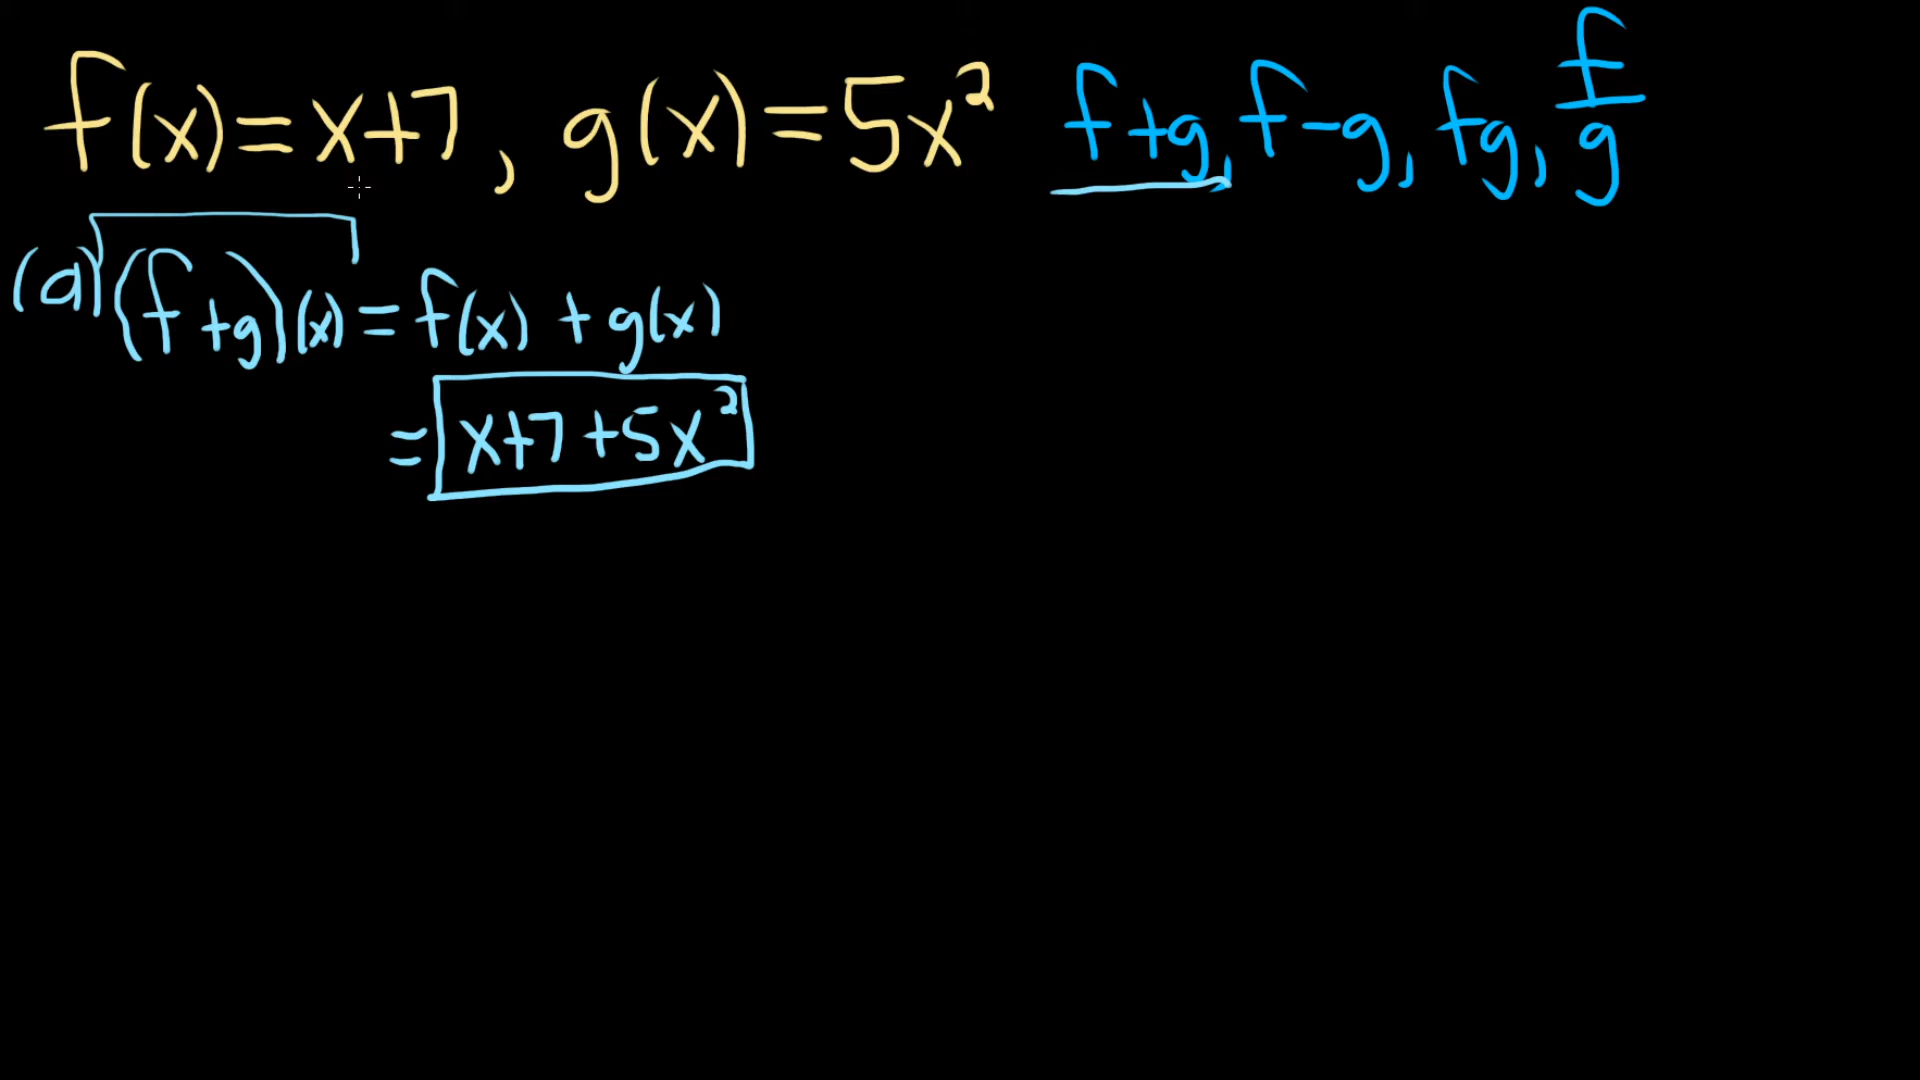 f(x)=x+7, g(x)=5x² f+g, f-g, fg, f/g
(a) (f+g)(x) = f(x) + g(x)
= x+7+5x²